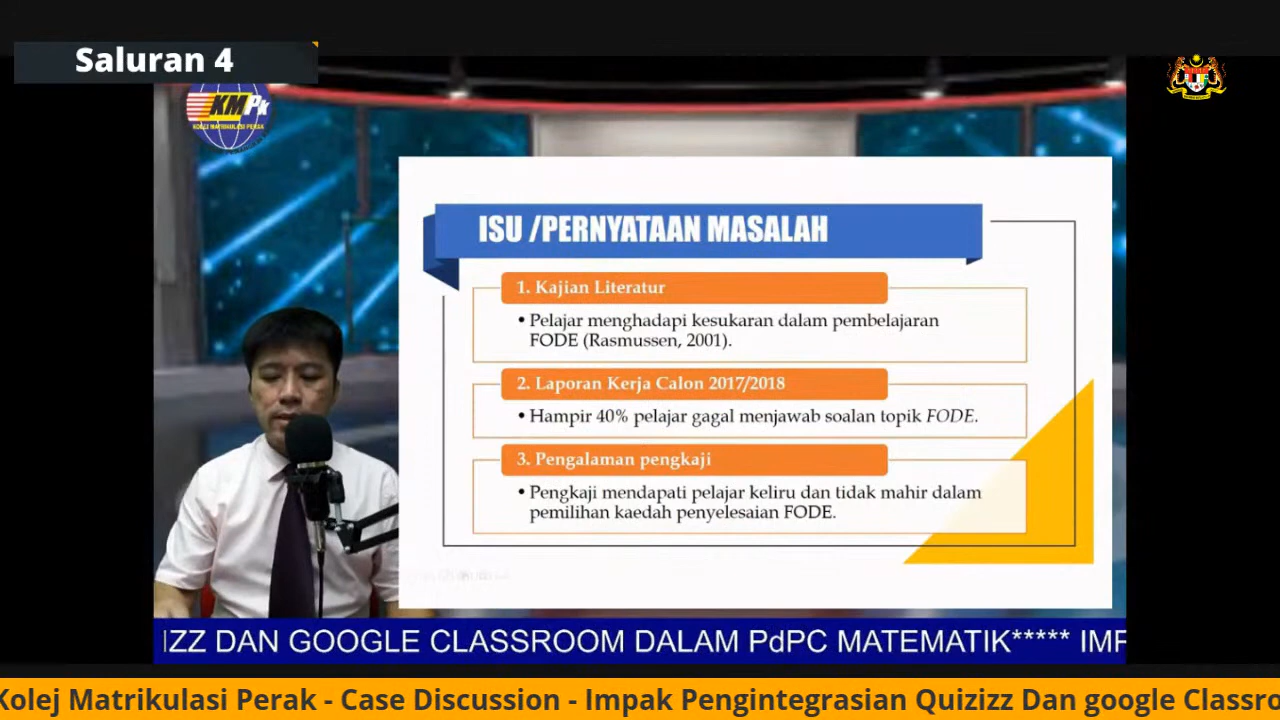 Saluran 4
KMPk
KOLEJ MATRIKULASI PERAK
ISU /PERNYATAAN MASALAH
1. Kajian Literatur
• Pelajar menghadapi kesukaran dalam pembelajaran
FODE (Rasmussen, 2001).
2. Laporan Kerja Calon 2017/2018
• Hampir 40% pelajar gagal menjawab soalan topik FODE.
3. Pengalaman pengkaji
• Pengkaji mendapati pelajar keliru dan tidak mahir dalam
pemilihan kaedah penyelesaian FODE.
IZZ DAN GOOGLE CLASSROOM DALAM PdPC MATEMATIK***** IMP
Kolej Matrikulasi Perak - Case Discussion - Impak Pengintegrasian Quizizz Dan google Classro